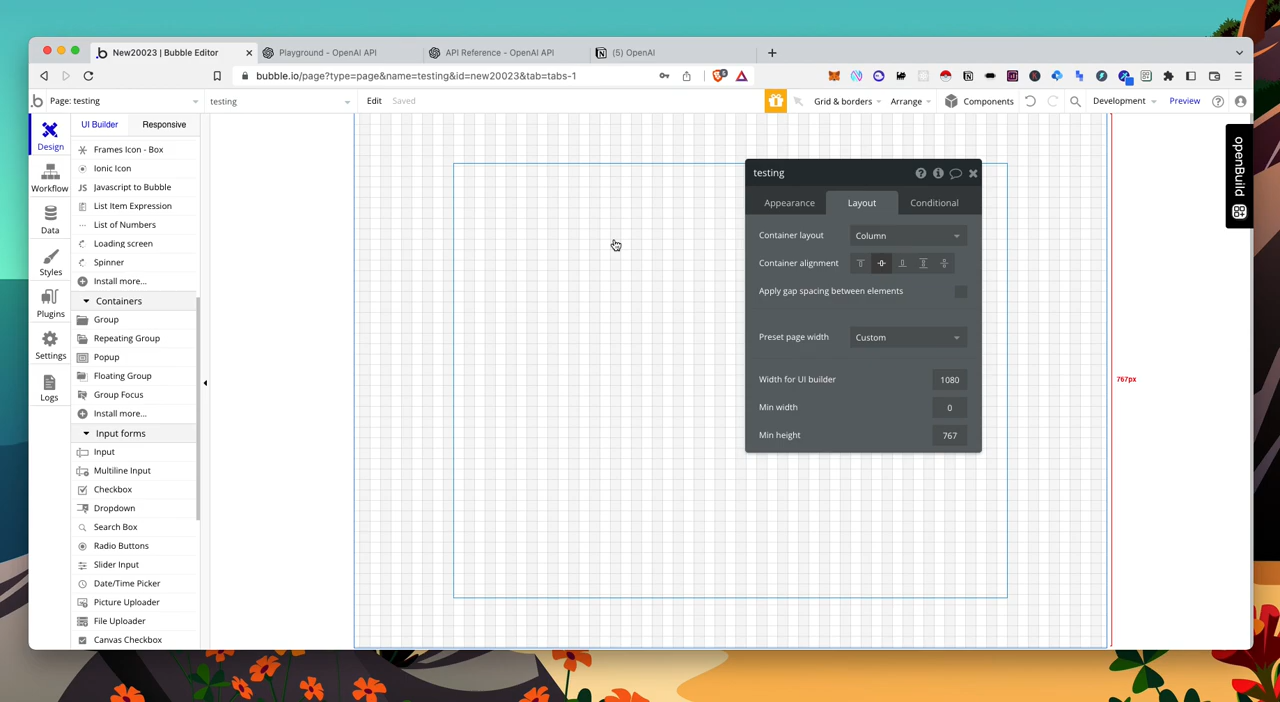 New20023 | Bubble Editor
Playground - OpenAI API
API Reference - OpenAI API
(5) OpenAI
bubble.io/page?type=page&name=testing&id=new20023&tab=tabs-1
Page: testing
testing
Edit
Saved
Grid & borders
Arrange
Components
Development
Preview
Design
Workflow
Data
Styles
Plugins
Settings
Logs
UI Builder
Responsive
Frames Icon - Box
Ionic Icon
Javascript to Bubble
List Item Expression
List of Numbers
Loading screen
Spinner
Install more...
Containers
Group
Repeating Group
Popup
Floating Group
Group Focus
Install more...
Input forms
Input
Multiline Input
Checkbox
Dropdown
Search Box
Radio Buttons
Slider Input
Date/Time Picker
Picture Uploader
File Uploader
Canvas Checkbox
testing
Appearance
Layout
Conditional
Container layout
Column
Container alignment
Apply gap spacing between elements
Preset page width
Custom
Width for UI builder
1080
Min width
0
Min height
767
767px
openBuild